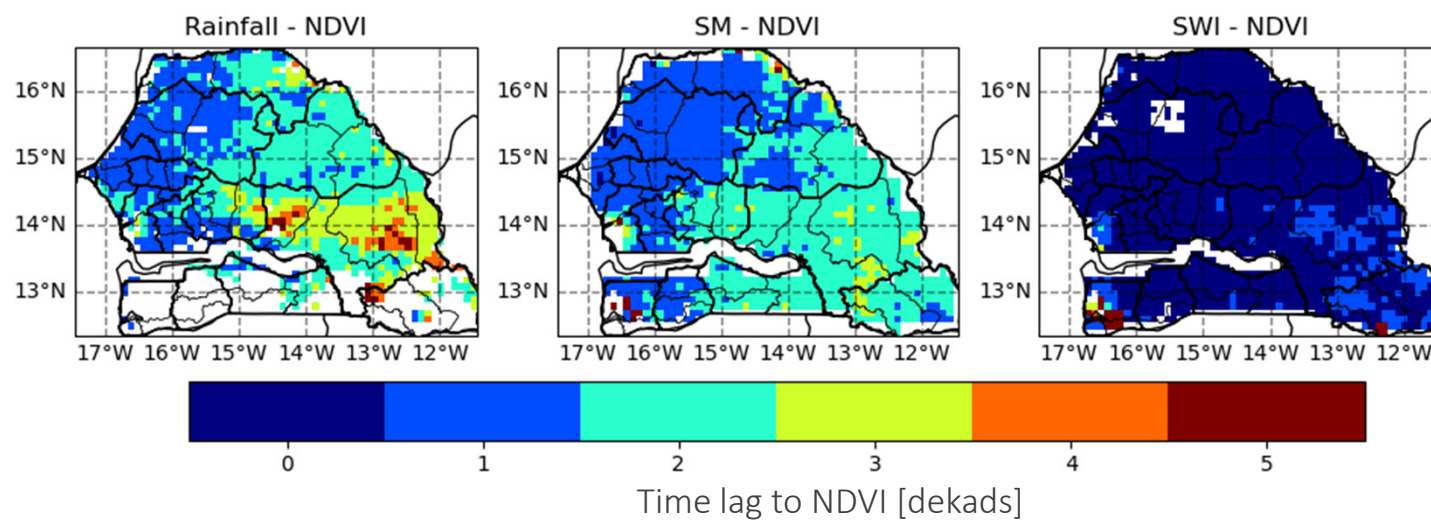 Rainfall - NDVI
SM - NDVI
SWI - NDVI
16°N
15°N
14°N
13°N
17°W 16°W 15°W 14°W 13°W 12°W
16°N
15°N
14°N
13°N
17°W 16°W 15°W 14°W 13°W 12°W
16°N
15°N
14°N
13°N
17°W 16°W 15°W 14°W 13°W 12°W
0 1 2 3 4 5
Time lag to NDVI [dekads]